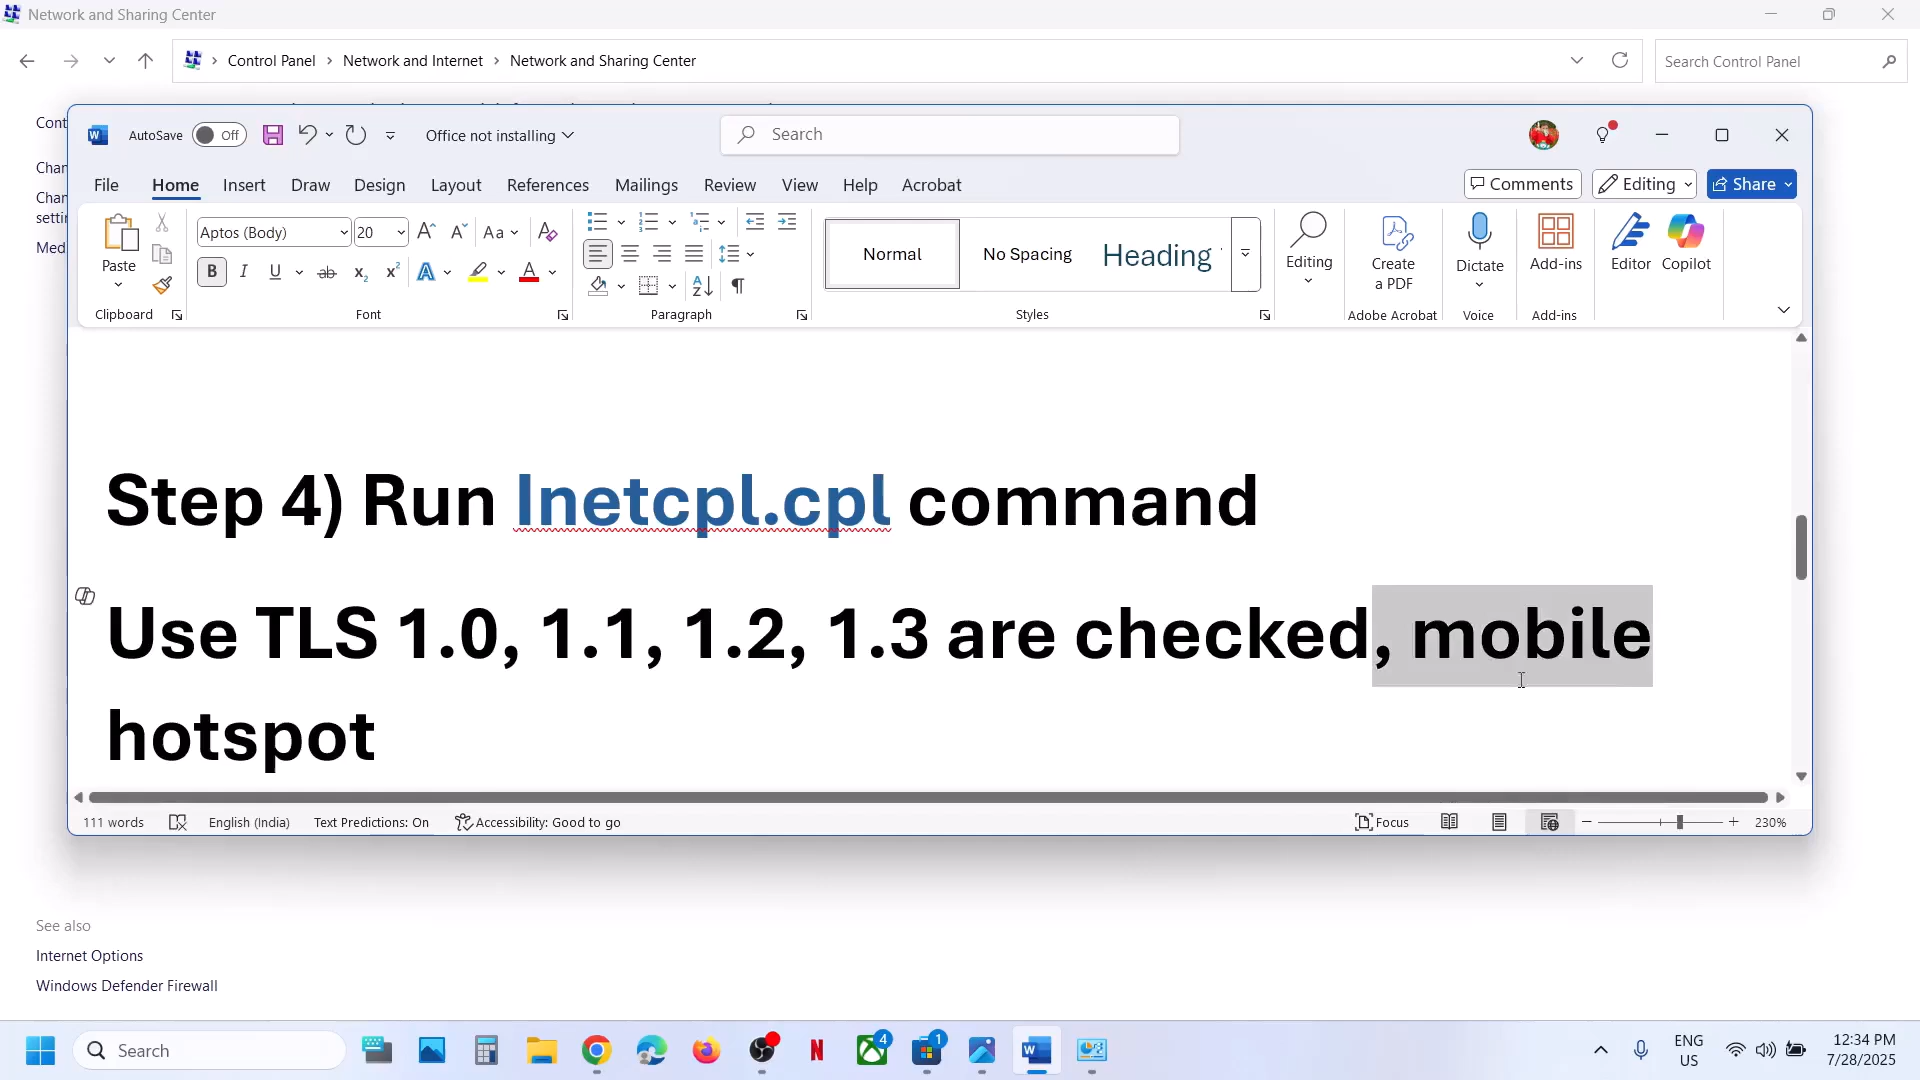 Network and Sharing Center
Control Panel > Network and Internet > Network and Sharing Center
Search Control Panel
AutoSave Off
Office not installing
Search
File Home Insert Draw Design Layout References Mailings Review View Help Acrobat
Comments Editing Share
Paste
Aptos (Body) 20
Normal
No Spacing
Heading
Editing
Create a PDF
Dictate
Add-ins
Editor
Copilot
Clipboard Font Paragraph Styles Adobe Acrobat Voice Add-ins
Step 4) Run Inetcpl.cpl command
Use TLS 1.0, 1.1, 1.2, 1.3 are checked, mobile
hotspot
111 words English (India) Text Predictions: On Accessibility: Good to go Focus 230%
See also
Internet Options
Windows Defender Firewall
Search
4
1
ENG
US
12:34 PM
7/28/2025